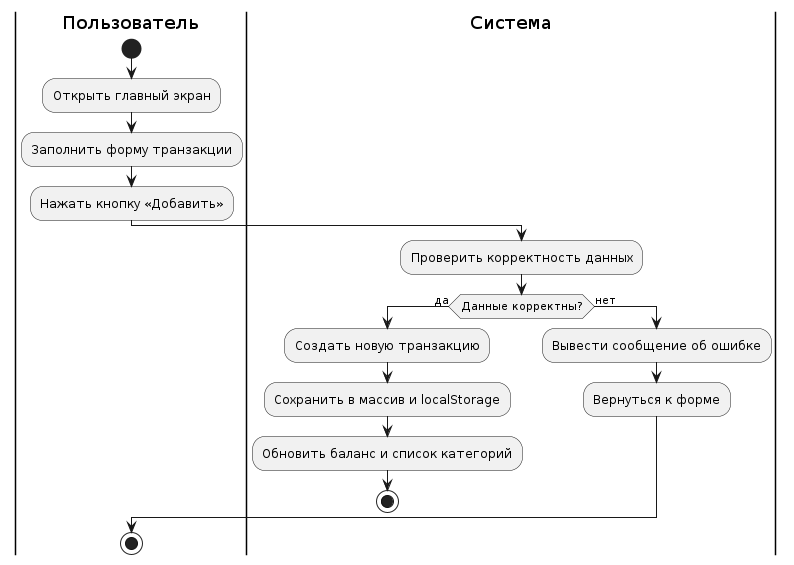 Пользователь
Система
Открыть главный экран
Заполнить форму транзакции
Нажать кнопку «Добавить»
Проверить корректность данных
да
Данные корректны?
нет
Создать новую транзакцию
Вывести сообщение об ошибке
Сохранить в массив и localStorage
Вернуться к форме
Обновить баланс и список категорий